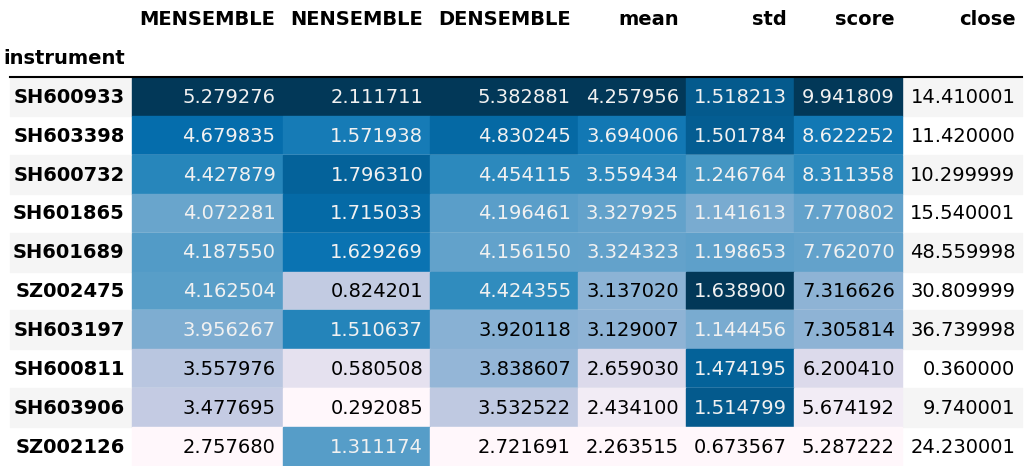 MENSEMBLE NENSEMBLE DENSEMBLE mean std score close
instrument
SH600933 5.279276 2.111711 5.382881 4.257956 1.518213 9.941809 14.410001
SH603398 4.679835 1.571938 4.830245 3.694006 1.501784 8.622252 11.420000
SH600732 4.427879 1.796310 4.454115 3.559434 1.246764 8.311358 10.299999
SH601865 4.072281 1.715033 4.196461 3.327925 1.141613 7.770802 15.540001
SH601689 4.187550 1.629269 4.156150 3.324323 1.198653 7.762070 48.559998
SZ002475 4.162504 0.824201 4.424355 3.137020 1.638900 7.316626 30.809999
SH603197 3.956267 1.510637 3.920118 3.129007 1.144456 7.305814 36.739998
SH600811 3.557976 0.580508 3.838607 2.659030 1.474195 6.200410 0.360000
SH603906 3.477695 0.292085 3.532522 2.434100 1.514799 5.674192 9.740001
SZ002126 2.757680 1.311174 2.721691 2.263515 0.673567 5.287222 24.230001